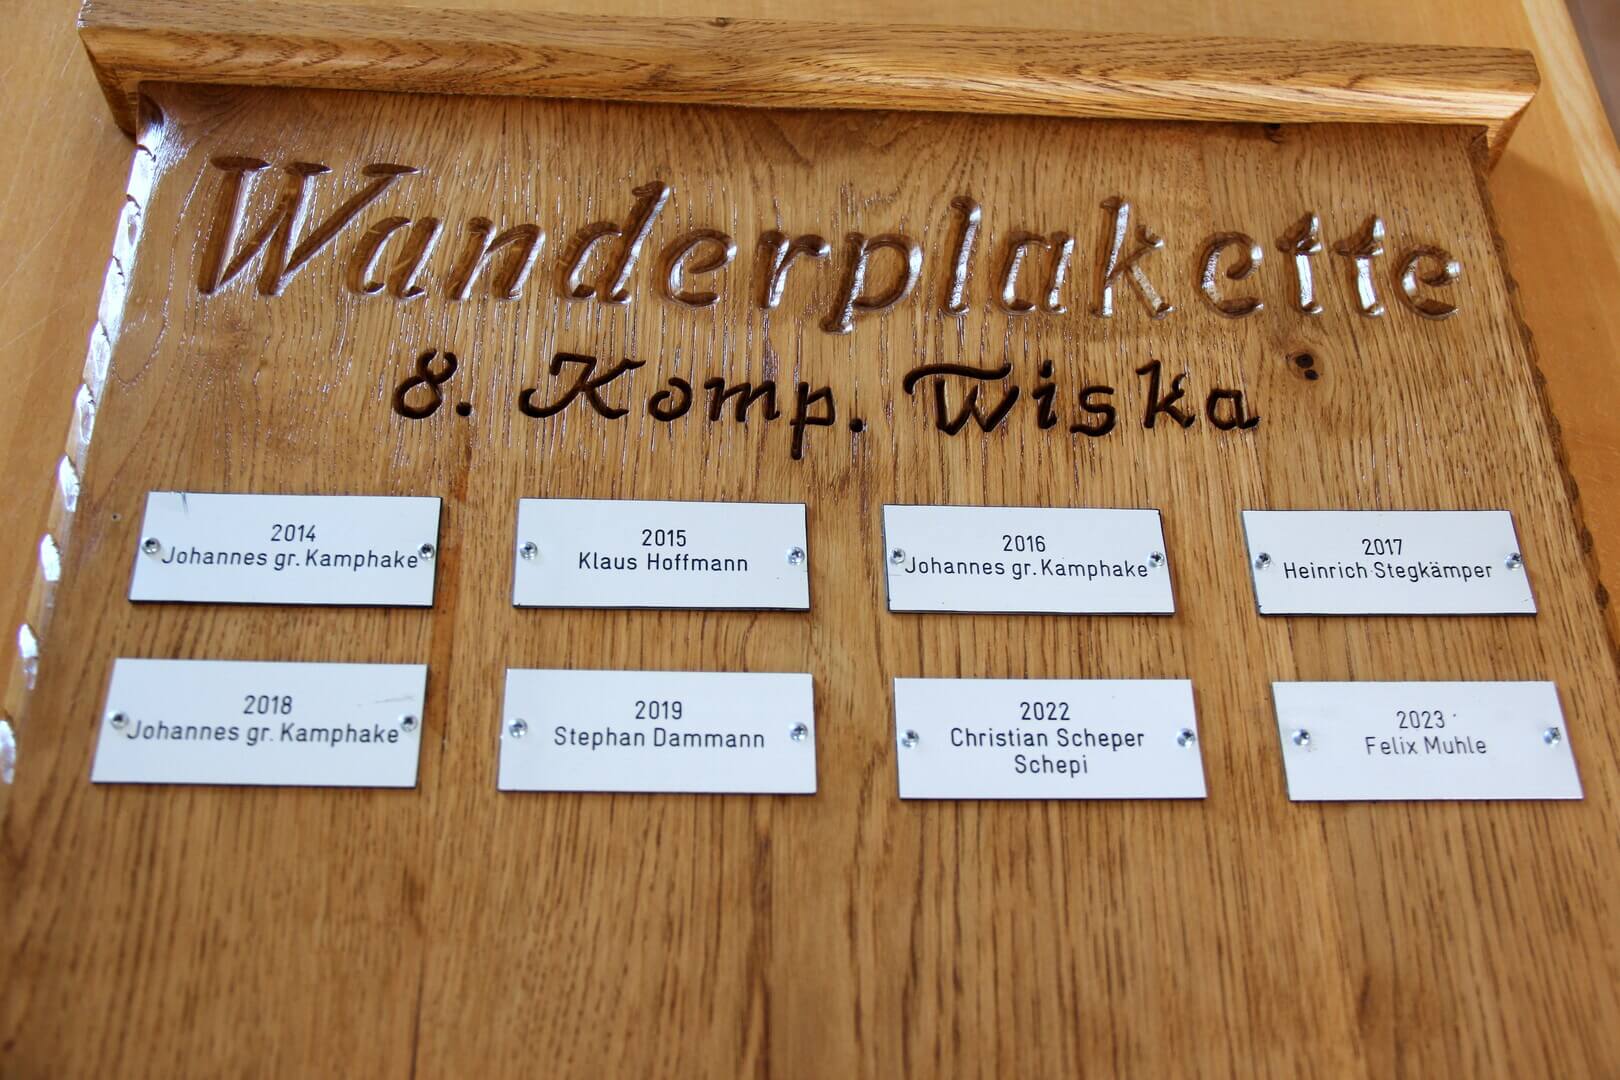 Wanderplakette
8. Komp. Wiska
2014
Johannes gr. Kamphake
2015
Klaus Hoffmann
2016
Johannes gr. Kamphake
2017
Heinrich Stegkämper
2018
Johannes gr. Kamphake
2019
Stephan Dammann
2022
Christian Scheper
Schepi
2023
Felix Muhle